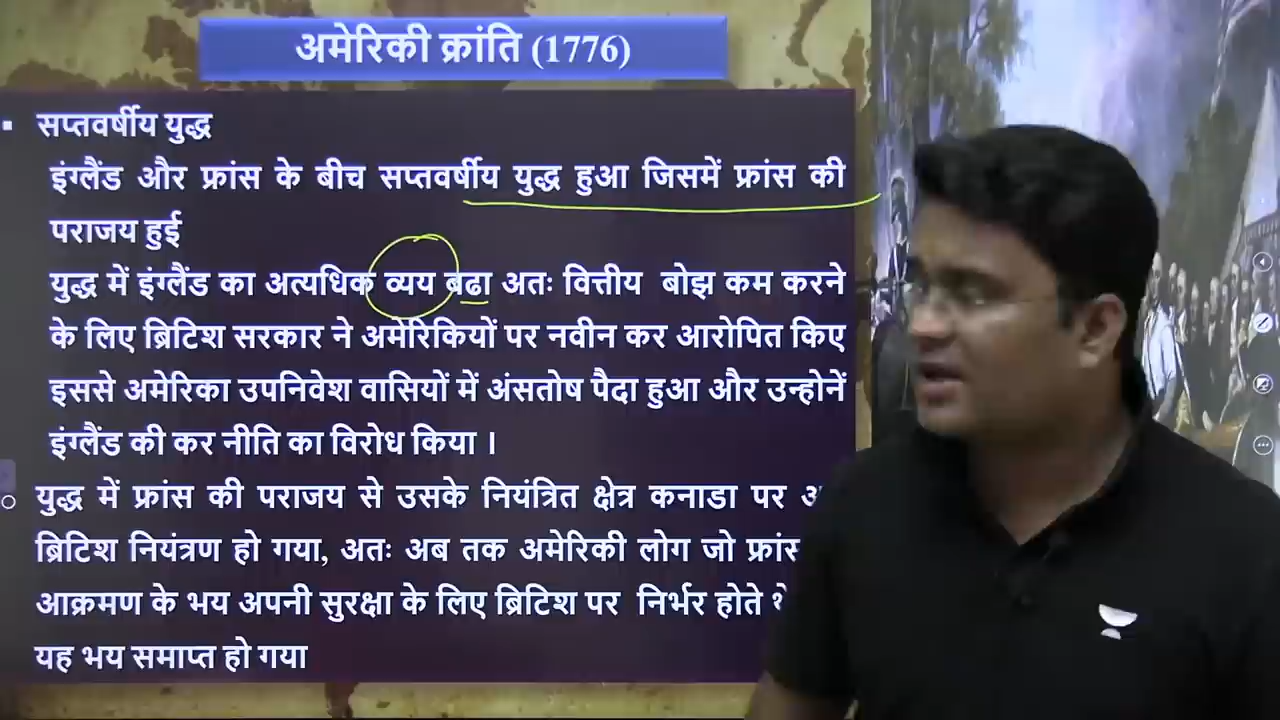 अमेरिकी क्रांति (1776)
सप्तवर्षीय युद्ध
इंग्लैंड और फ्रांस के बीच सप्तवर्षीय युद्ध हुआ जिसमें फ्रांस की
पराजय हुई
युद्ध में इंग्लैंड का अत्यधिक व्यय बढा अतः वित्तीय बोझ कम करने
के लिए ब्रिटिश सरकार ने अमेरिकियों पर नवीन कर आरोपित किए
इससे अमेरिका उपनिवेश वासियों में अंसतोष पैदा हुआ और उन्होनें
इंग्लैंड की कर नीति का विरोध किया ।
युद्ध में फ्रांस की पराजय से उसके नियंत्रित क्षेत्र कनाडा पर
ब्रिटिश नियंत्रण हो गया, अतः अब तक अमेरिकी लोग जो फ्रांस
आक्रमण के भय अपनी सुरक्षा के लिए ब्रिटिश पर निर्भर होते
यह भय समाप्त हो गया